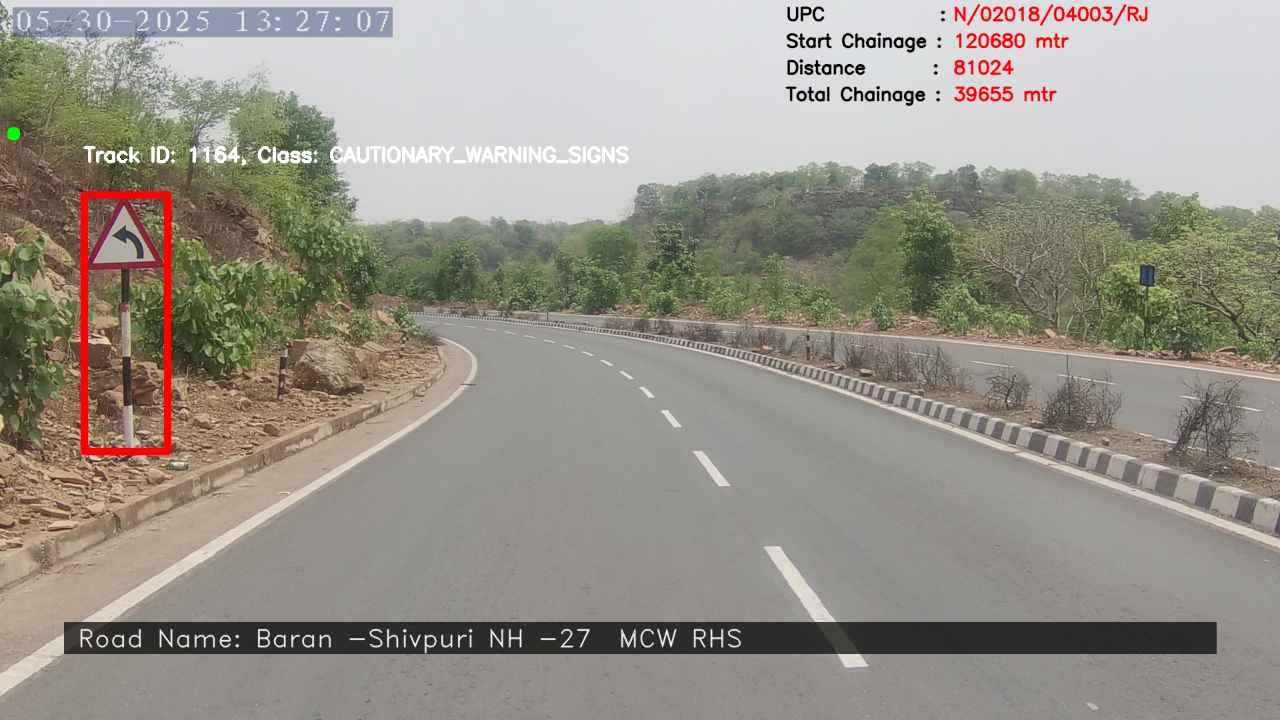 05-30-2025 13:27:07
UPC : N/02018/04003/RJ
Start Chainage : 120680 mtr
Distance : 81024
Total Chainage : 39655 mtr
Track ID: 1164, Class: CAUTIONARY_WARNING_SIGNS
Road Name: Baran -Shivpuri NH -27 MCW RHS